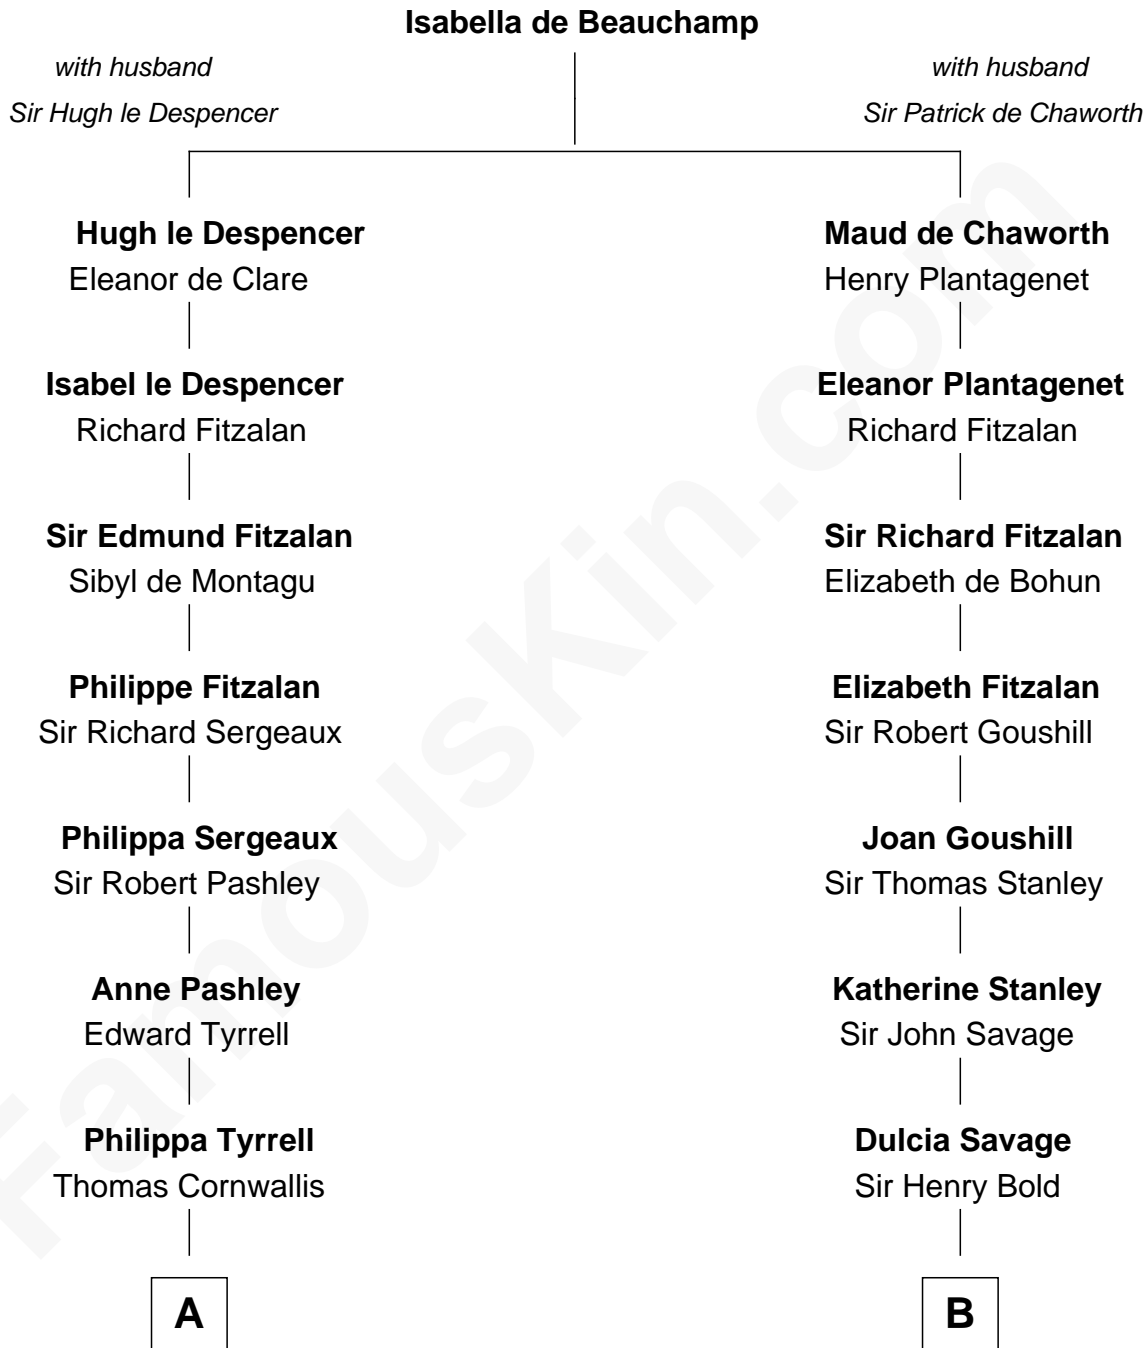 Isabella de Beauchamp
with husband
Sir Hugh le Despencer
with husband
Sir Patrick de Chaworth
Hugh le Despencer
Eleanor de Clare
Maud de Chaworth
Henry Plantagenet
Isabel le Despencer
Richard Fitzalan
Eleanor Plantagenet
Richard Fitzalan
Sir Edmund Fitzalan
Sibyl de Montagu
Sir Richard Fitzalan
Elizabeth de Bohun
Philippe Fitzalan
Sir Richard Sergeaux
Elizabeth Fitzalan
Sir Robert Goushill
Philippa Sergeaux
Sir Robert Pashley
Joan Goushill
Sir Thomas Stanley
Anne Pashley
Edward Tyrrell
Katherine Stanley
Sir John Savage
Philippa Tyrrell
Thomas Cornwallis
Dulcia Savage
Sir Henry Bold
A
B
FamousKin.com